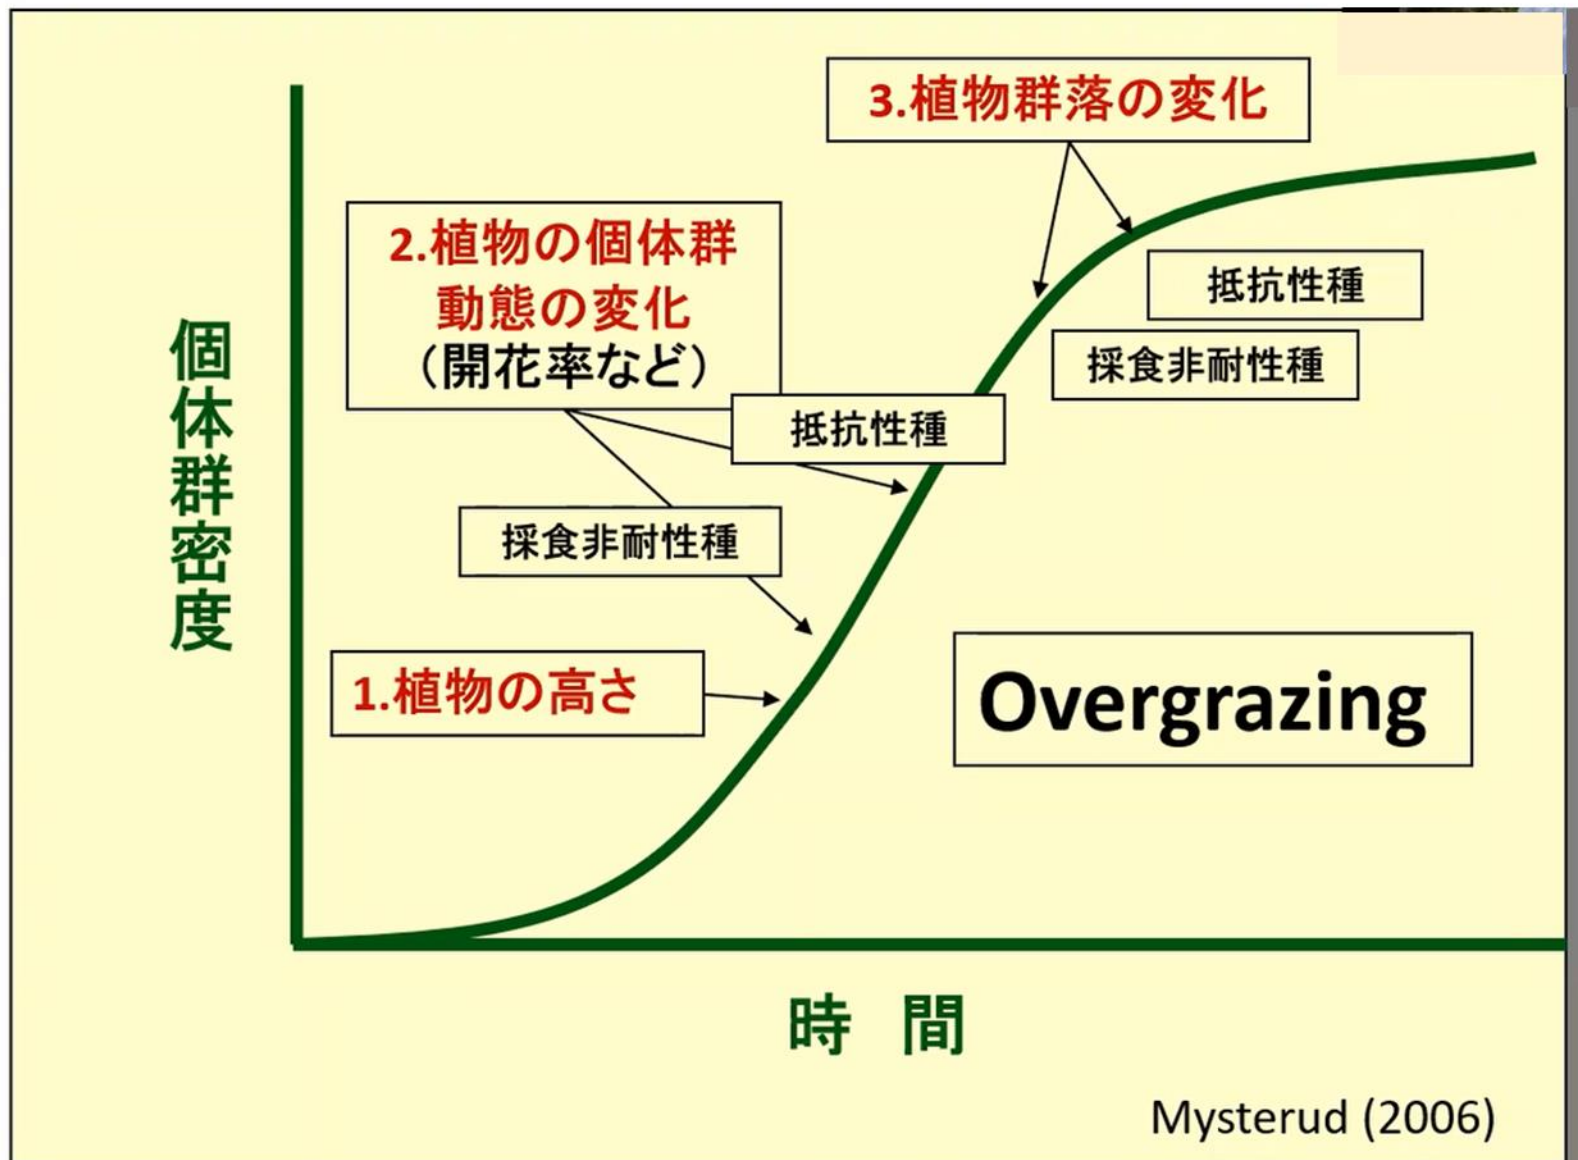 3.植物群落の変化
2.植物の個体群
動態の変化
（開花率など）
抵抗性種
採食非耐性種
抵抗性種
採食非耐性種
1.植物の高さ
Overgrazing
個体群密度
時 間
Mysterud (2006)